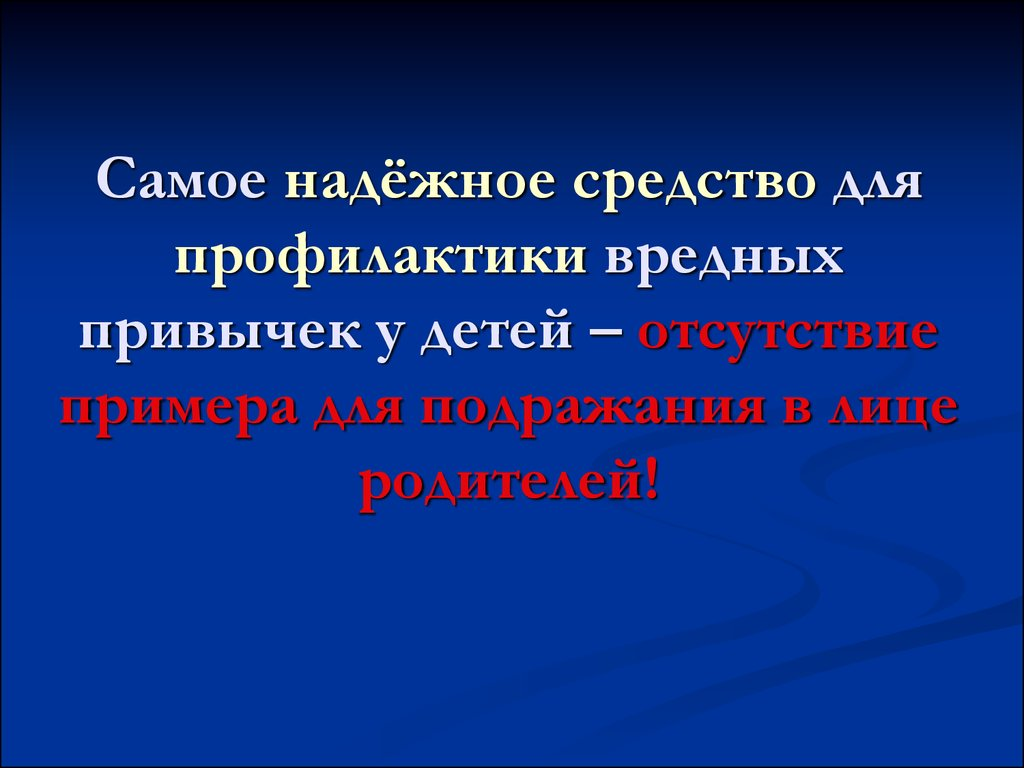 Самое надёжное средство для
профилактики вредных
привычек у детей – отсутствие
примера для подражания в лице
родителей!